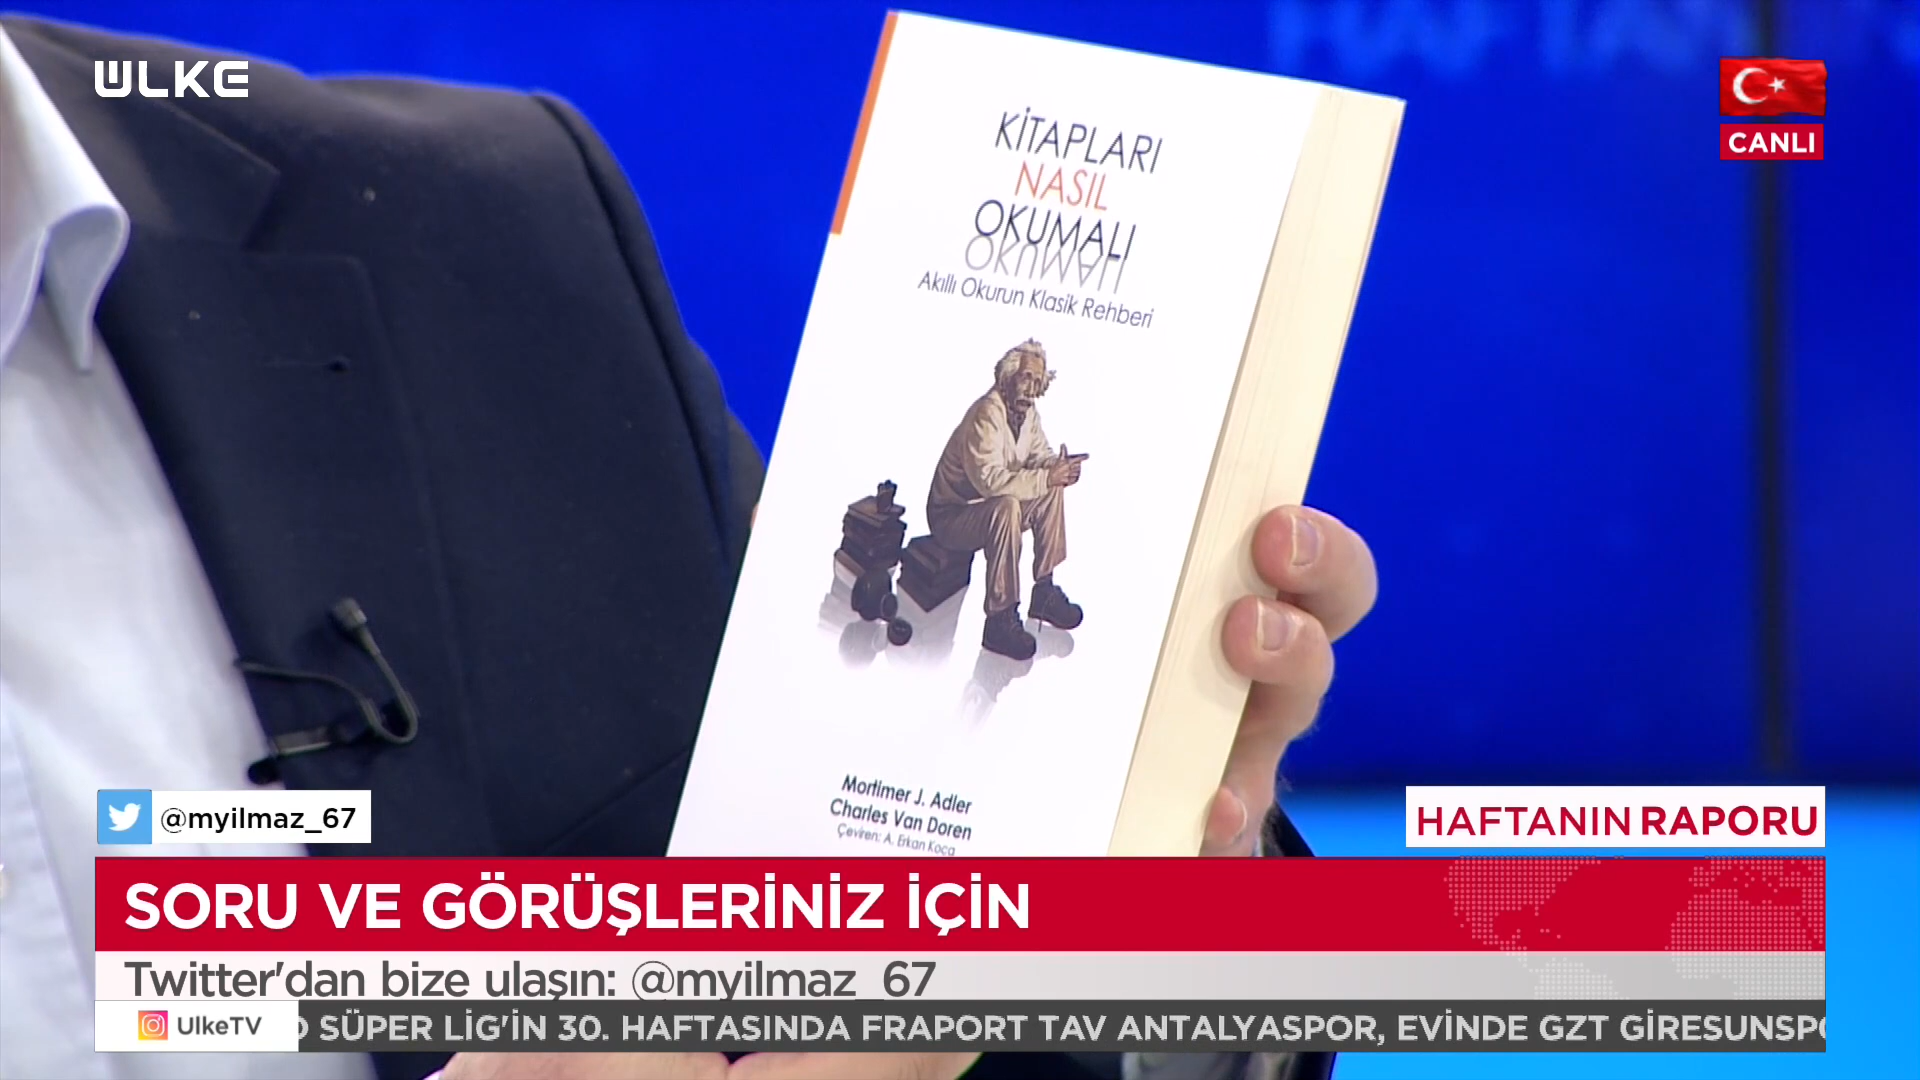 ULKE
CANLI
KİTAPLARI
NASIL
OKUMALI
Akıllı Okurun Klasik Rehberi
Mortimer J. Adler
Charles Van Doren
Çeviren: A. Erkan Koca
@myilmaz_67
HAFTANIN RAPORU
SORU VE GÖRÜŞLERİNİZ İÇİN
Twitter'dan bize ulaşın: @myilmaz_67
UlkeTV
SÜPER LİG'İN 30. HAFTASINDA FRAPORT TAV ANTALYASPOR, EVİNDE GZT GİRESUNSPO